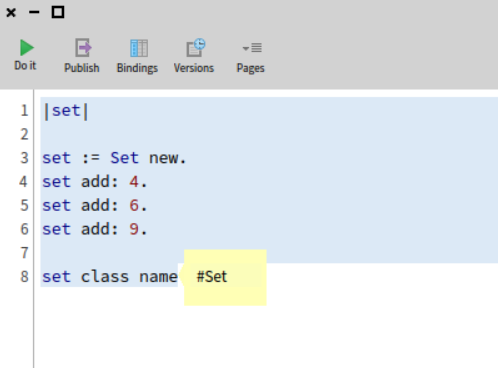 Do it Publish Bindings Versions Pages
1 |set|
2
3 set := Set new.
4 set add: 4.
5 set add: 6.
6 set add: 9.
7
8 set class name #Set